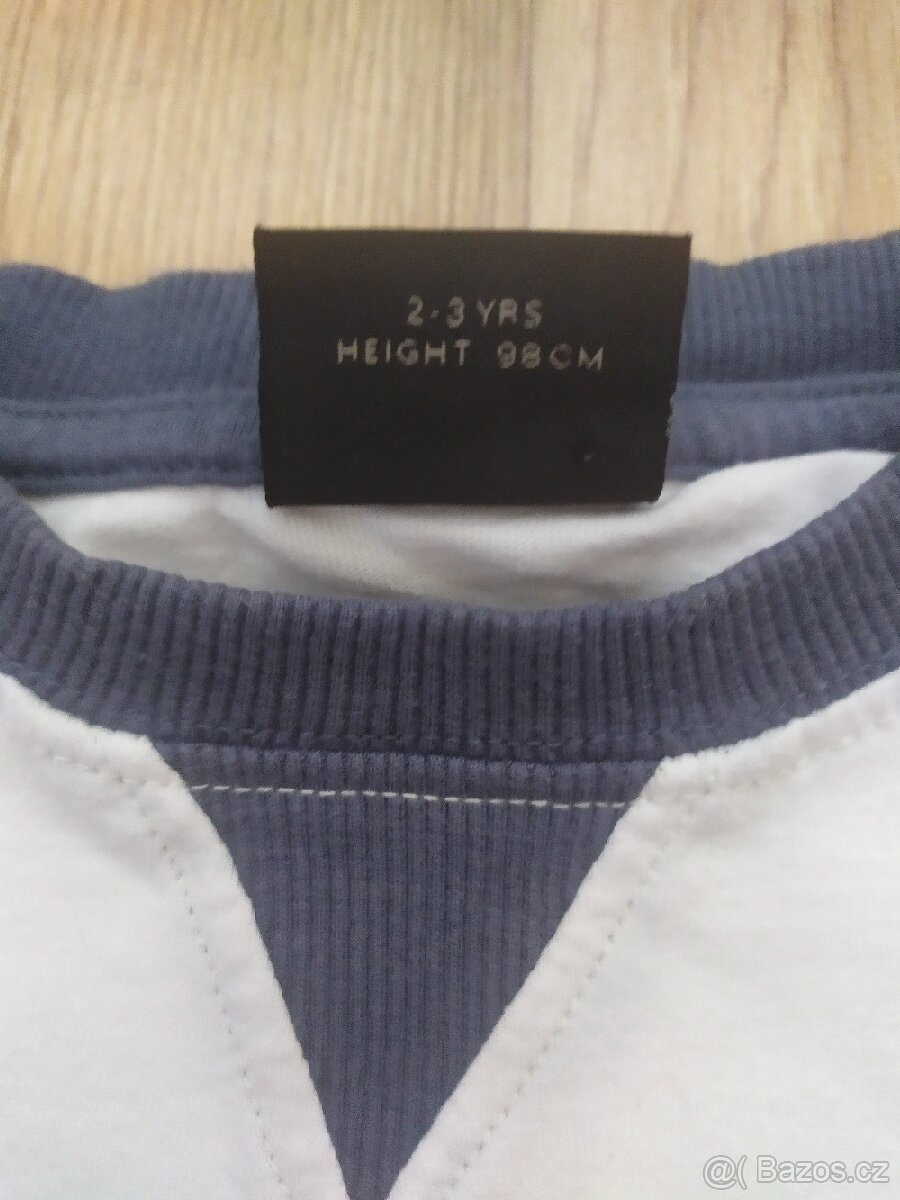 2-3 YRS
HEIGHT 98CM
@( Bazos.cz